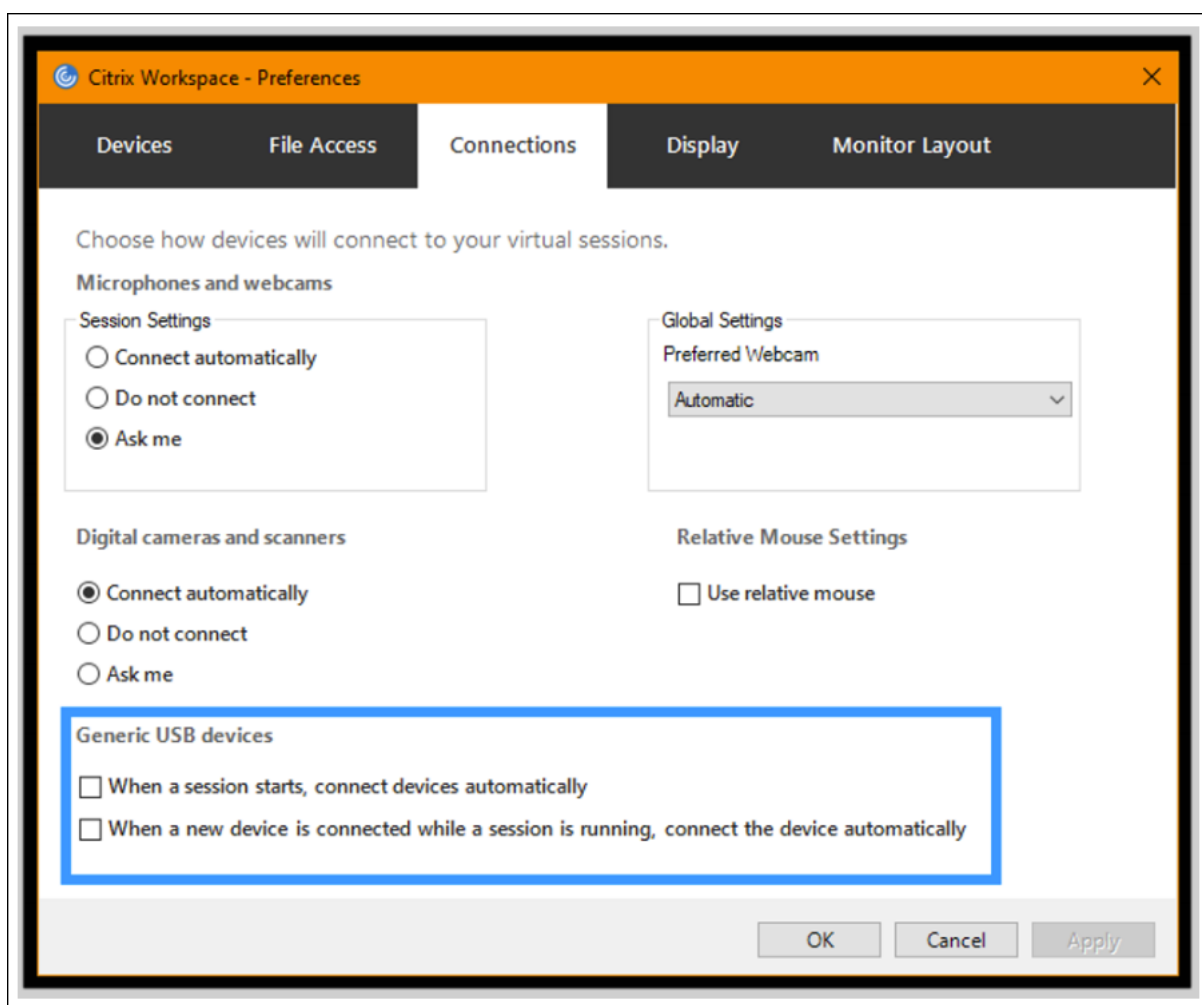 Citrix Workspace - Preferences
Devices File Access Connections Display Monitor Layout
Choose how devices will connect to your virtual sessions.
Microphones and webcams
Session Settings
Connect automatically
Do not connect
Ask me
Global Settings
Preferred Webcam
Automatic
Digital cameras and scanners
Connect automatically
Do not connect
Ask me
Relative Mouse Settings
Use relative mouse
Generic USB devices
When a session starts, connect devices automatically
When a new device is connected while a session is running, connect the device automatically
OK Cancel Apply